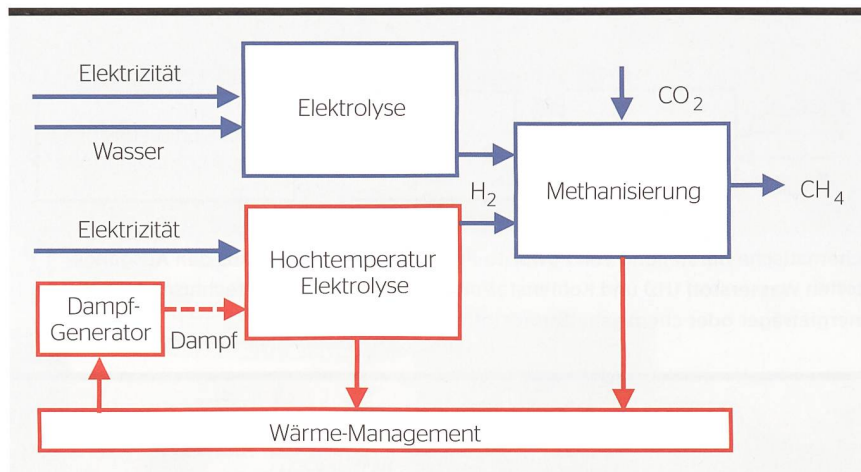 Elektrizität
Elektrolyse
Wasser
CO2
H2
Methanisierung
CH4
Elektrizität
Hochtemperatur
Elektrolyse
Dampf-
Generator
Dampf
Wärme-Management